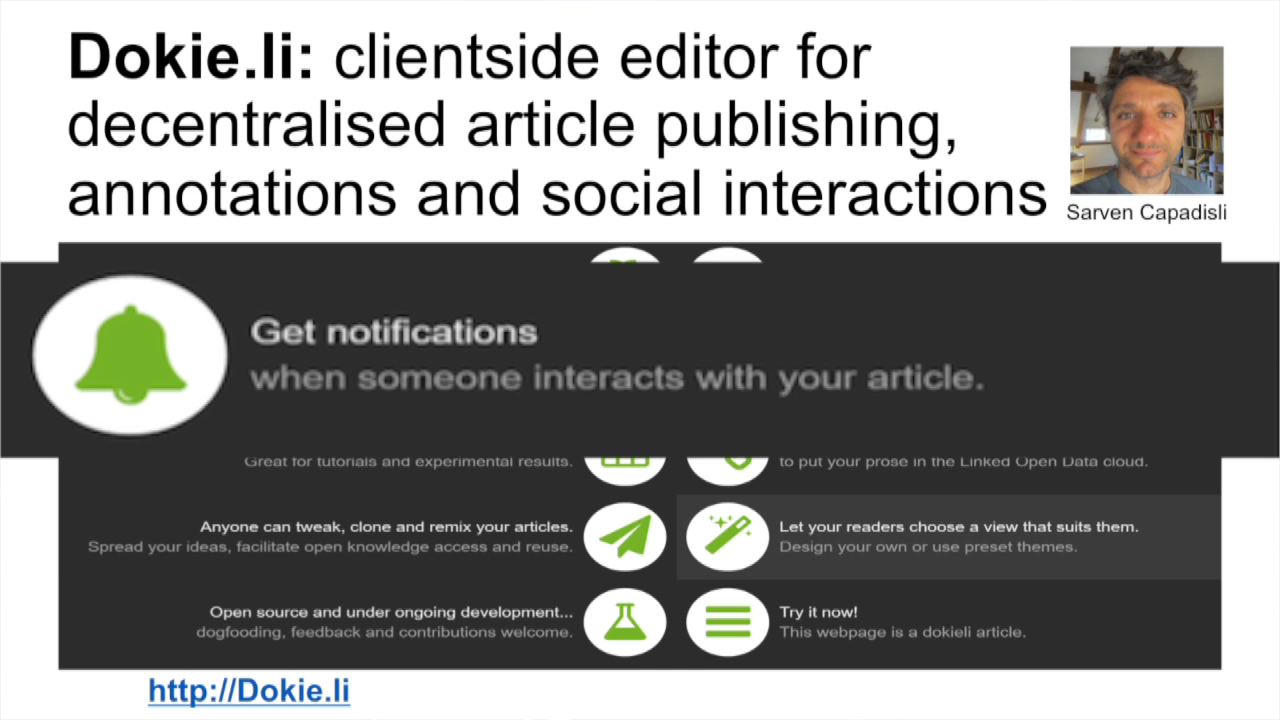 Dokie.li: clientside editor for
decentralised article publishing,
annotations and social interactions
Sarven Capadisli
Get notifications
when someone interacts with your article.
Great for tutorials and experimental results.
to put your prose in the Linked Open Data cloud.
Anyone can tweak, clone and remix your articles.
Spread your ideas, facilitate open knowledge access and reuse.
Let your readers choose a view that suits them.
Design your own or use preset themes.
Open source and under ongoing development...
dogfooding, feedback and contributions welcome.
Try it now!
This webpage is a dokieli article.
http://Dokie.li